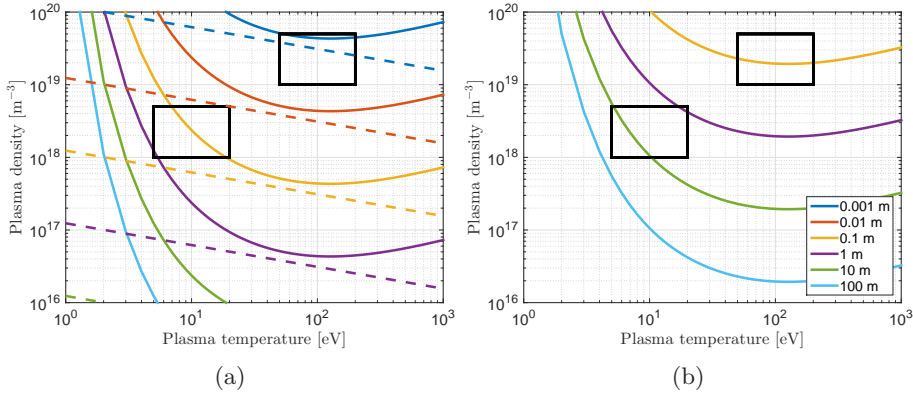 10^20
10^19
10^18
10^17
10^16
Plasma density [m^−3]
10^0
10^1
10^2
10^3
Plasma temperature [eV]
(a)
10^20
10^19
10^18
10^17
10^16
Plasma density [m^−3]
0.001 m
0.01 m
0.1 m
1 m
10 m
100 m
10^0
10^1
10^2
10^3
Plasma temperature [eV]
(b)